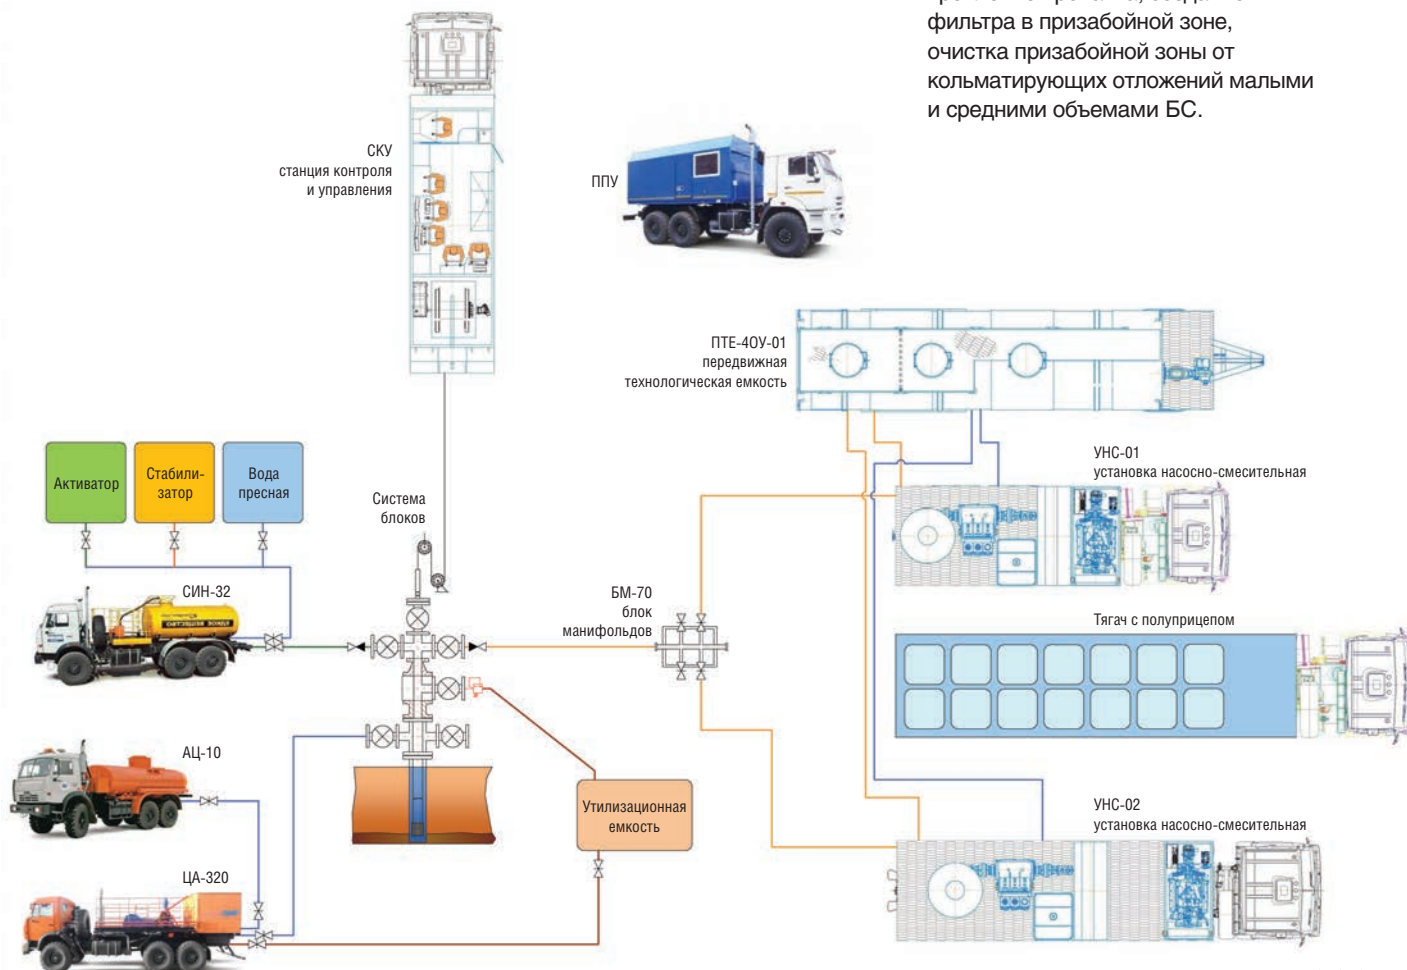 фильтра в призабойной зоне,
очистка призабойной зоны от
кольматирующих отложений малыми
и средними объемами БС.
СКУ
станция контроля
и управления
ППУ
ПТЕ-4ОУ-01
передвижная
технологическая емкость
УНС-01
установка насосно-смесительная
Активатор
Стабили-
затор
Вода
пресная
Система
блоков
СИН-32
БМ-70
блок
манифольдов
Тягач с полуприцепом
АЦ-10
Утилизационная
емкость
УНС-02
установка насосно-смесительная
ЦА-320